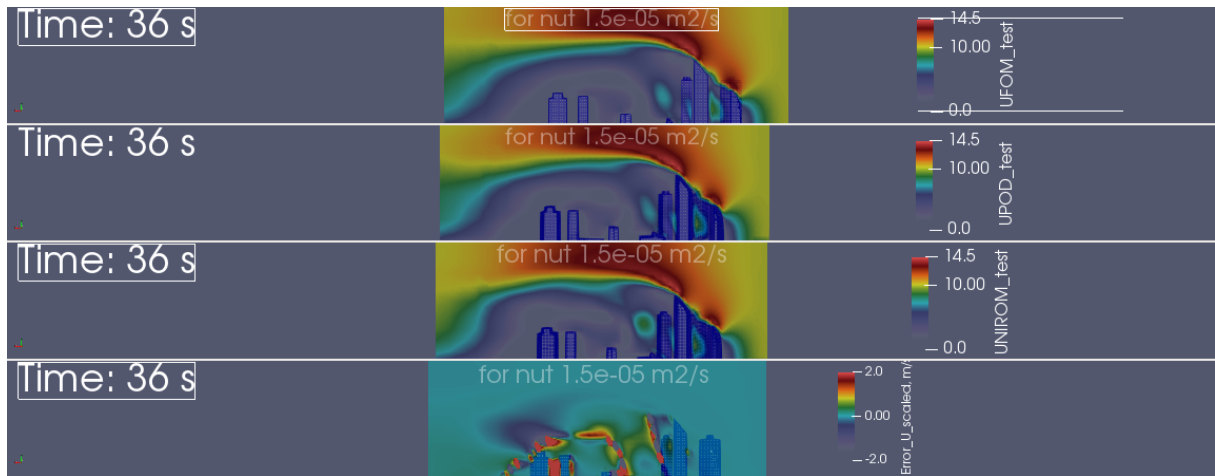 Time: 36 s
for nut 1.5e-05 m2/s
14.5
10.00
0.0
UFOM_test
Time: 36 s
for nut 1.5e-05 m2/s
14.5
10.00
0.0
UPOD_test
Time: 36 s
for nut 1.5e-05 m2/s
14.5
10.00
0.0
UNIROM_test
Time: 36 s
for nut 1.5e-05 m2/s
2.0
0.00
-2.0
Error_U_scaled, m/s